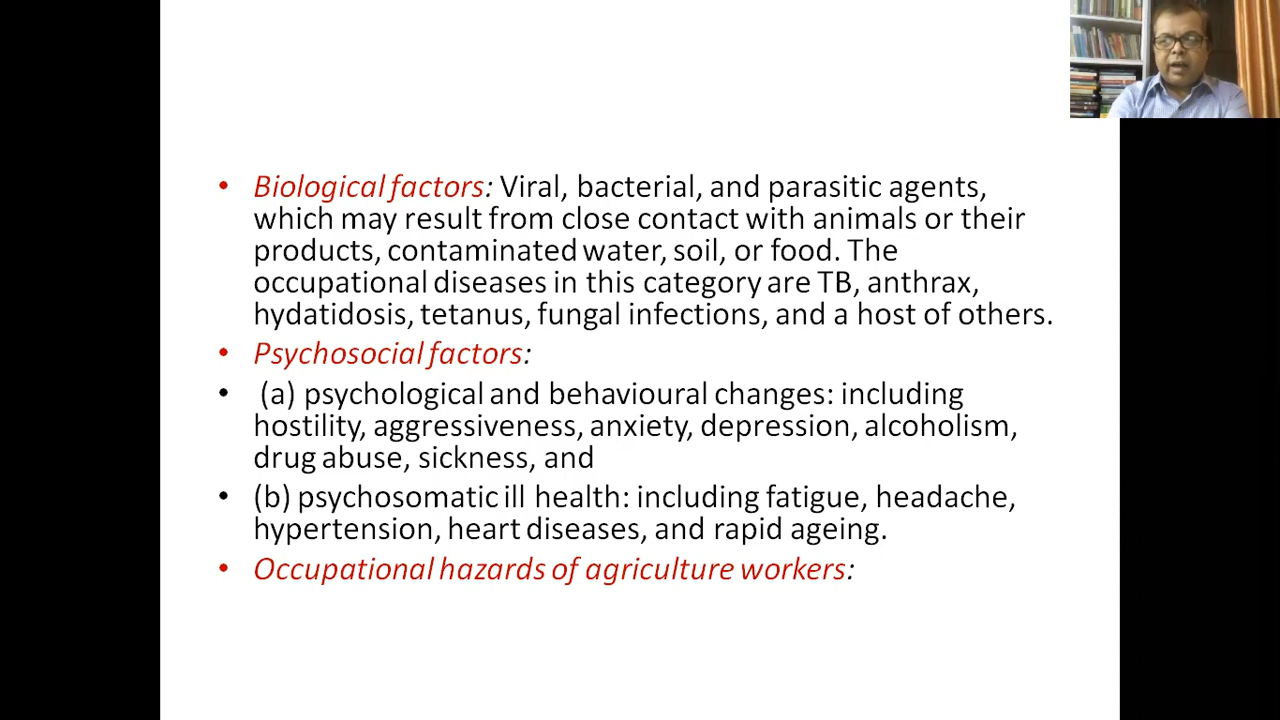 • Biological factors: Viral, bacterial, and parasitic agents,
which may result from close contact with animals or their
products, contaminated water, soil, or food. The
occupational diseases in this category are TB, anthrax,
hydatidosis, tetanus, fungal infections, and a host of others.
• Psychosocial factors:
• (a) psychological and behavioural changes: including
hostility, aggressiveness, anxiety, depression, alcoholism,
drug abuse, sickness, and
• (b) psychosomatic ill health: including fatigue, headache,
hypertension, heart diseases, and rapid ageing.
• Occupational hazards of agriculture workers: